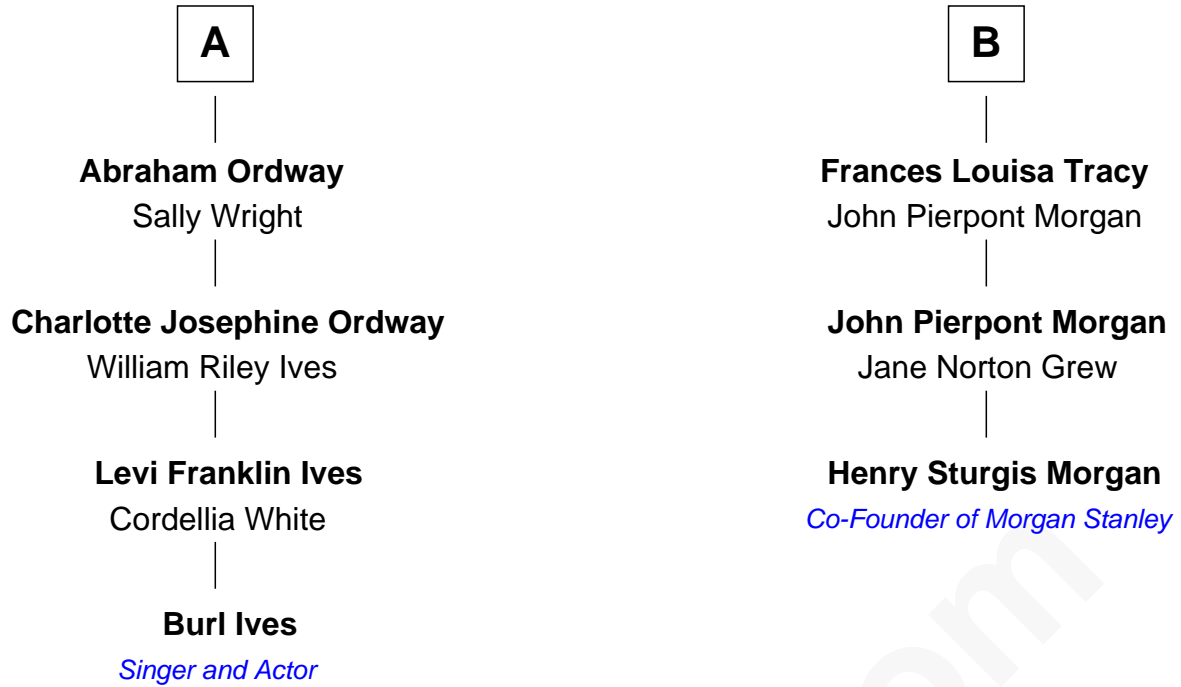 A
Abraham Ordway
Sally Wright
Charlotte Josephine Ordway
William Riley Ives
Levi Franklin Ives
Cordellia White
Burl Ives
Singer and Actor
B
Frances Louisa Tracy
John Pierpont Morgan
John Pierpont Morgan
Jane Norton Grew
Henry Sturgis Morgan
Co-Founder of Morgan Stanley
om